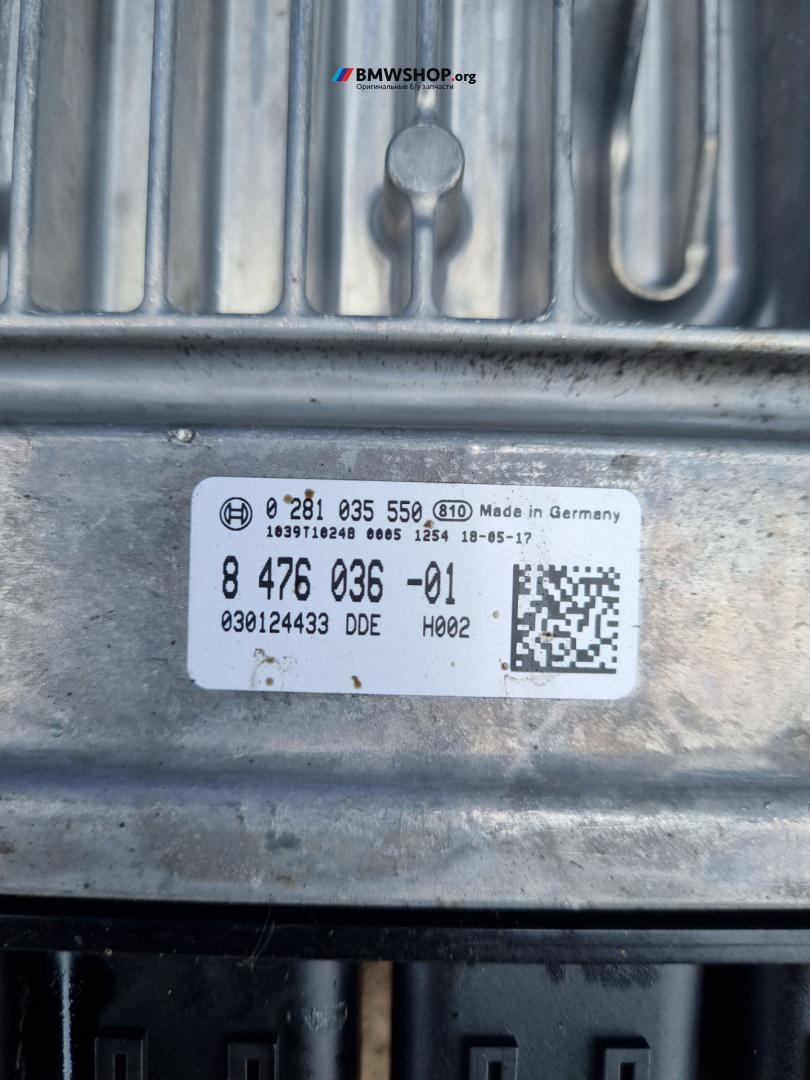 BMWSHOP.org
Оригинальные б/у запчасти
0 281 035 550 810 Made in Germany
1039T10248 0005 1254 18-05-17
8 476 036 -01
030124433 DDE H002